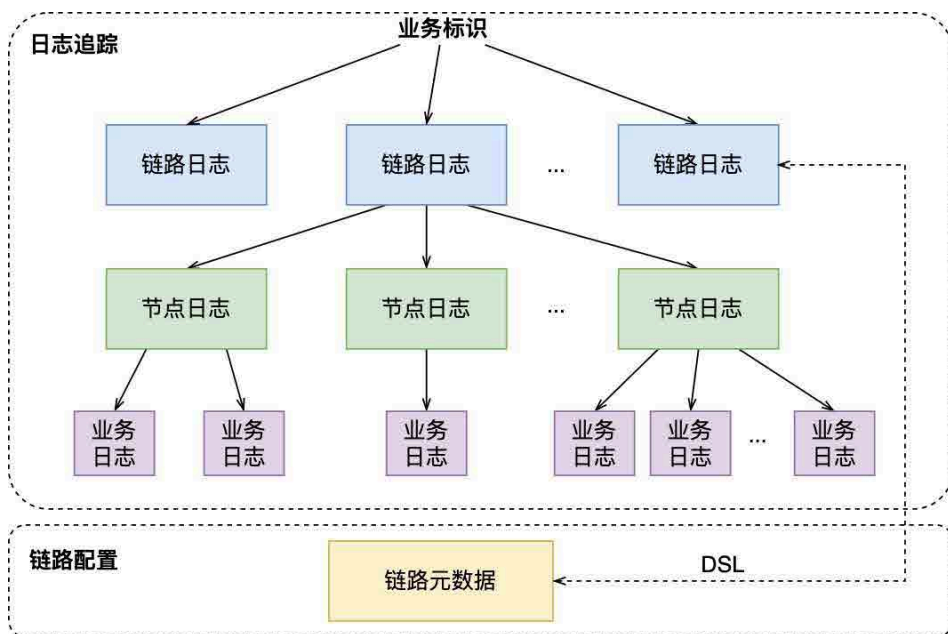 业务标识
日志追踪
链路日志
链路日志
...
链路日志
节点日志
节点日志
...
节点日志
业务
日志
业务
日志
业务
日志
业务
日志
业务
日志
...
业务
日志
链路配置
链路元数据
DSL